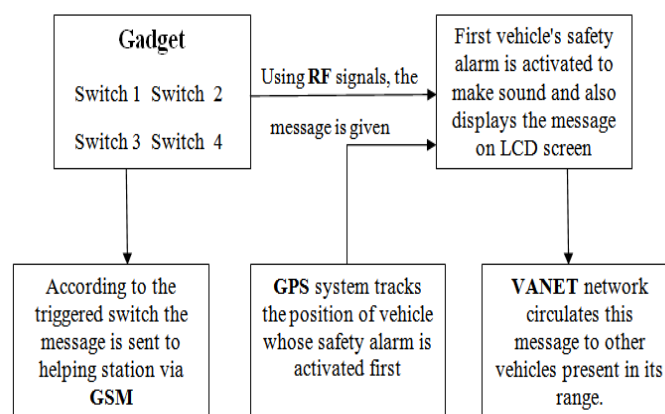 Gadget
Switch 1 Switch 2
Switch 3 Switch 4
Using RF signals, the
message is given
First vehicle's safety
alarm is activated to
make sound and also
displays the message
on LCD screen
According to the
triggered switch the
message is sent to
helping station via
GSM
GPS system tracks
the position of vehicle
whose safety alarm is
activated first
VANET network
circulates this
message to other
vehicles present in its
range.